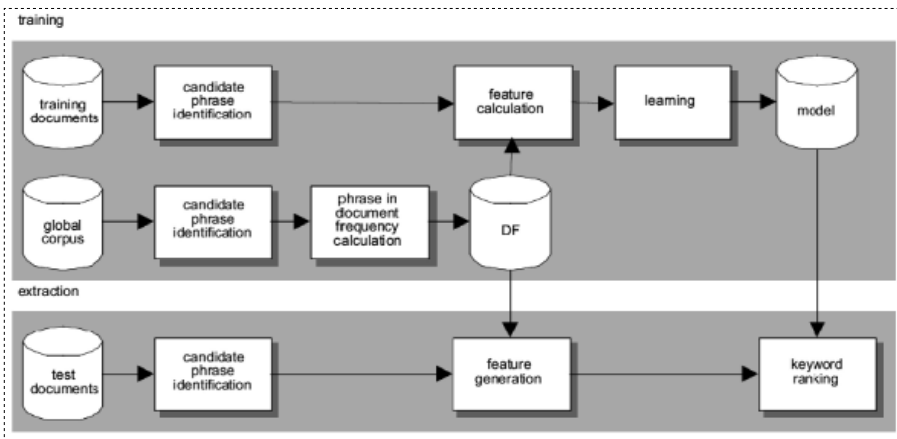 training
training
documents
candidate
phrase
identification
feature
calculation
learning
model
global
corpus
candidate
phrase
identification
phrase in
document
frequency
calculation
DF
extraction
test
documents
candidate
phrase
identification
feature
generation
keyword
ranking